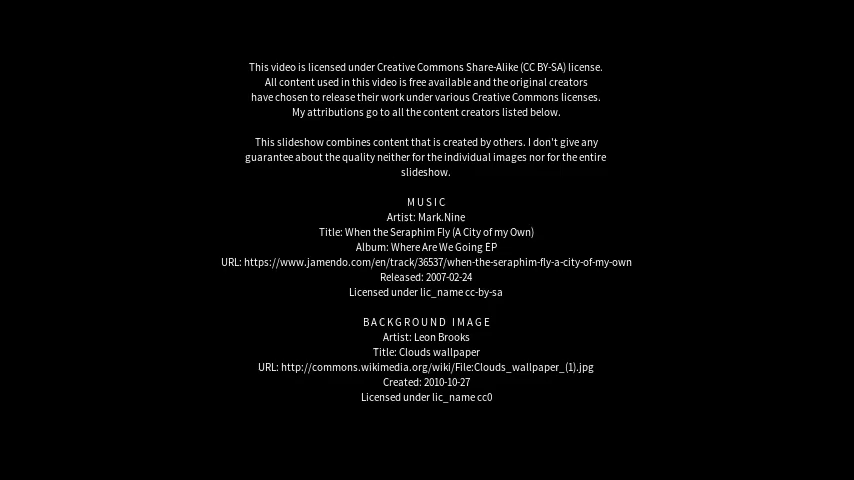 This video is licensed under Creative Commons Share-Alike (CC BY-SA) license.
All content used in this video is free available and the original creators
have chosen to release their work under various Creative Commons licenses.
My attributions go to all the content creators listed below.
This slideshow combines content that is created by others. I don't give any
guarantee about the quality neither for the individual images nor for the entire
slideshow.
MUSIC
Artist: Mark.Nine
Title: When the Seraphim Fly (A City of my Own)
Album: Where Are We Going EP
URL: https://www.jamendo.com/en/track/36537/when-the-seraphim-fly-a-city-of-my-own
Released: 2007-02-24
Licensed under lic_name cc-by-sa
BACKGROUND IMAGE
Artist: Leon Brooks
Title: Clouds wallpaper
URL: http://commons.wikimedia.org/wiki/File:Clouds_wallpaper_(1).jpg
Created: 2010-10-27
Licensed under lic_name cc0